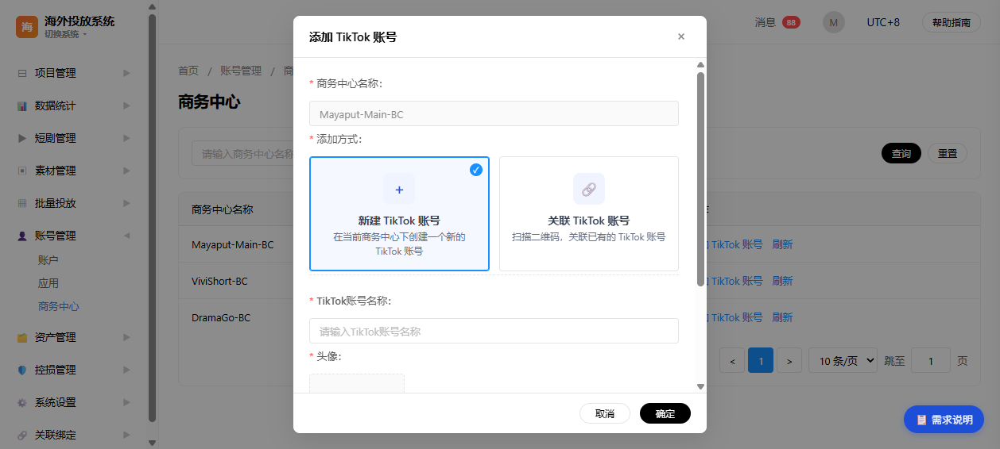 海
海外投放系统
切换系统
项目管理
数据统计
短剧管理
素材管理
批量投放
账号管理
账户
应用
商务中心
资产管理
控损管理
系统设置
关联绑定
消息 88
M
UTC+8
帮助指南
首页 / 账号管理 / 商
商务中心
请输入商务中心名称
查询
重置
商务中心名称
Mayaput-Main-BC
TikTok 账号 刷新
ViviShort-BC
TikTok 账号 刷新
DramaGo-BC
TikTok 账号 刷新
< 1 > 10 条/页 跳至 1 页
需求说明
添加 TikTok 账号
×
* 商务中心名称:
Mayaput-Main-BC
* 添加方式:
+
新建 TikTok 账号
在当前商务中心下创建一个新的
TikTok 账号
关联 TikTok 账号
扫描二维码，关联已有的 TikTok 账号
* TikTok账号名称:
请输入TikTok账号名称
* 头像:
取消
确定